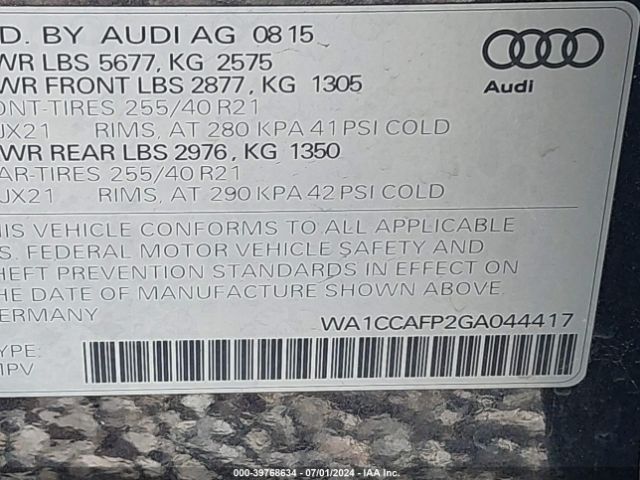 D. BY AUDI AG 08 15
WR LBS 5677, KG 2575
WR FRONT LBS 2877, KG 1305
ONT-TIRES 255/40 R21
JX21 RIMS, AT 280 KPA 41 PSI COLD
WR REAR LBS 2976, KG 1350
AR-TIRES 255/40 R21
JX21 RIMS, AT 290 KPA 42 PSI COLD
Audi
HIS VEHICLE CONFORMS TO ALL APPLICABLE
.S. FEDERAL MOTOR VEHICLE SAFETY AND
HEFT PREVENTION STANDARDS IN EFFECT ON
HE DATE OF MANUFACTURE SHOWN ABOVE.
ERMANY
WA1CCAFP2GA044417
YPE:
MPV
000-39768634 - 07/01/2024 - IAA Inc.